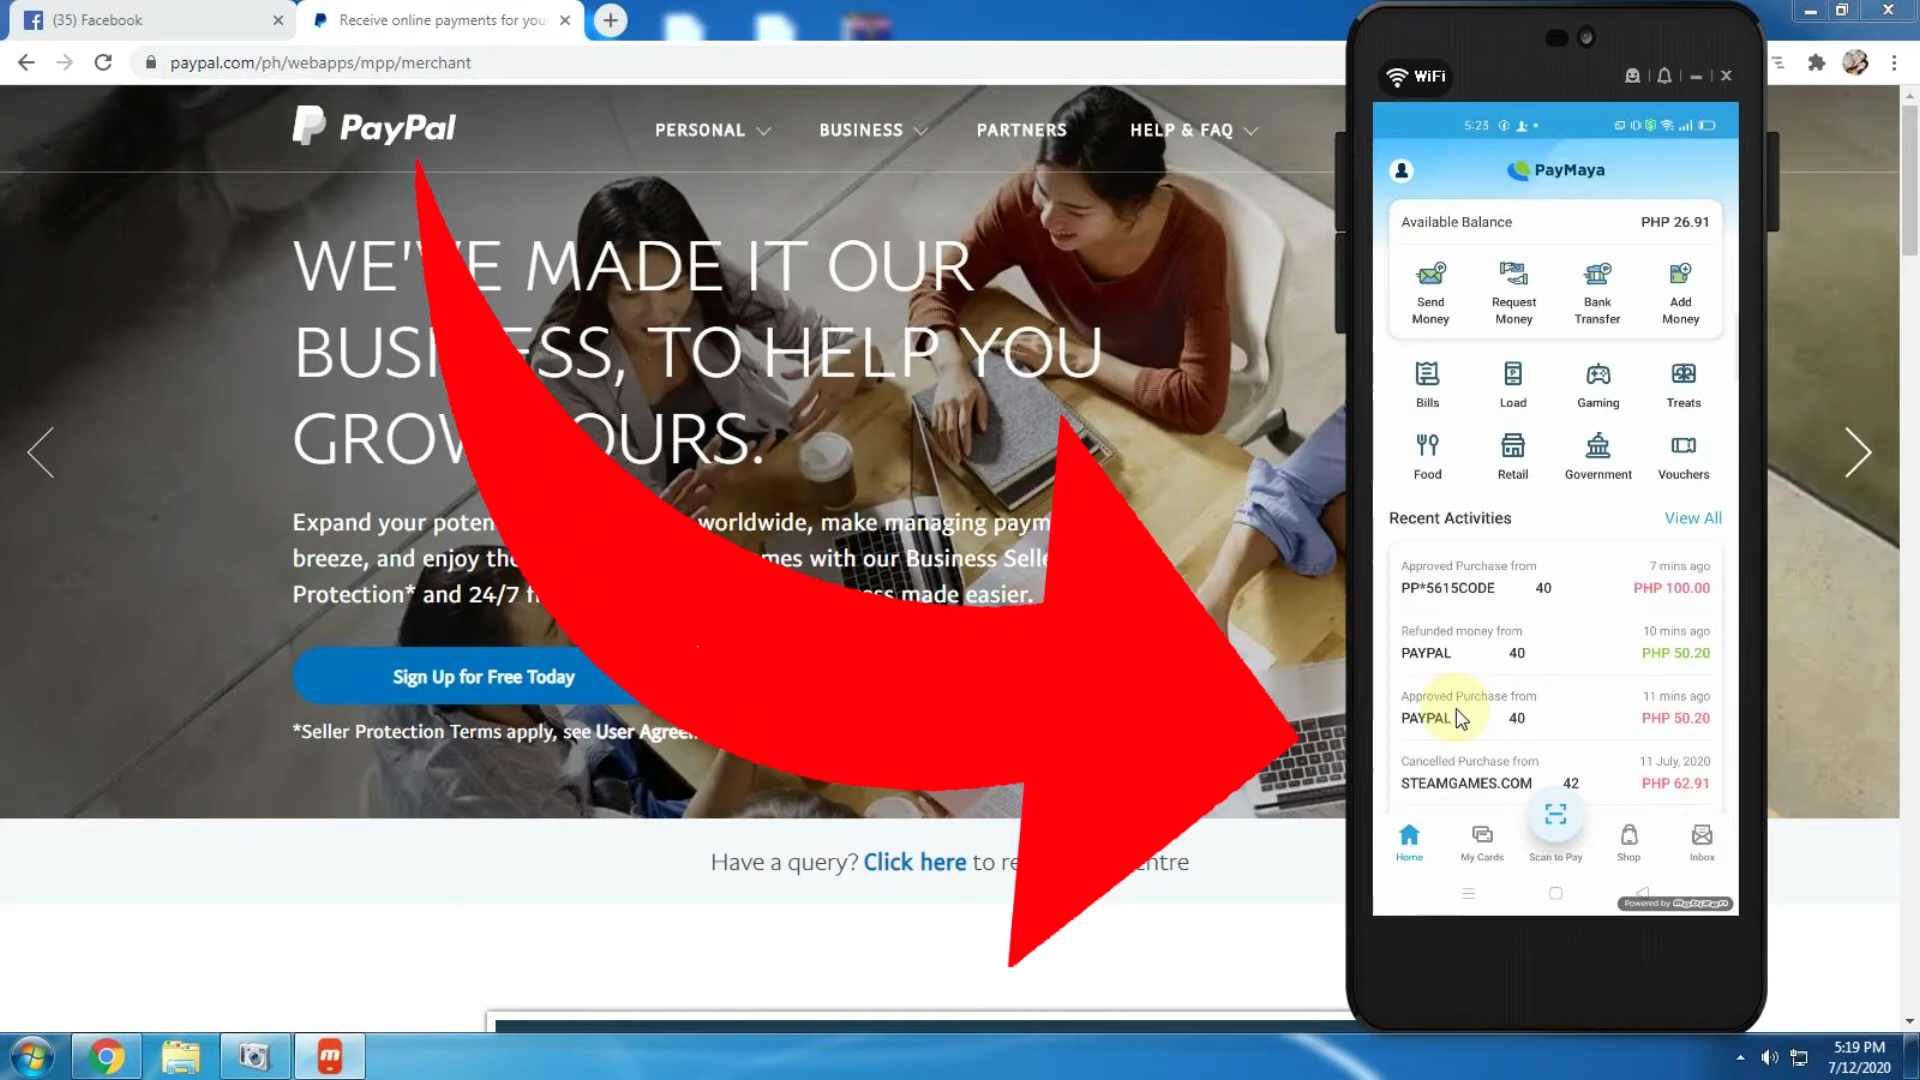 (35) Facebook
Receive online payments for you
paypal.com/ph/webapps/mpp/merchant
PayPal
PERSONAL
BUSINESS
PARTNERS
HELP & FAQ
WE'VE MADE IT OUR
BUSINESS, TO HELP YOU
GROW YOURS.
Expand your poten worldwide, make managing paym
breeze, and enjoy the mes with our Business Selle
Protection* and 24/7 made easier.
Sign Up for Free Today
*Seller Protection Terms apply, see User Agreem
Have a query? Click here to re ntre
WiFi
5:23
PayMaya
Available Balance PHP 26.91
Send Money
Request Money
Bank Transfer
Add Money
Bills
Load
Gaming
Treats
Food
Retail
Government
Vouchers
Recent Activities View All
Approved Purchase from 7 mins ago
PP*5615CODE 40 PHP 100.00
Refunded money from 10 mins ago
PAYPAL 40 PHP 50.20
Approved Purchase from 11 mins ago
PAYPAL 40 PHP 50.20
Cancelled Purchase from 11 July, 2020
STEAMGAMES.COM 42 PHP 62.91
Home
My Cards
Scan to Pay
Shop
Inbox
Powered by mobizen
5:19 PM
7/12/2020